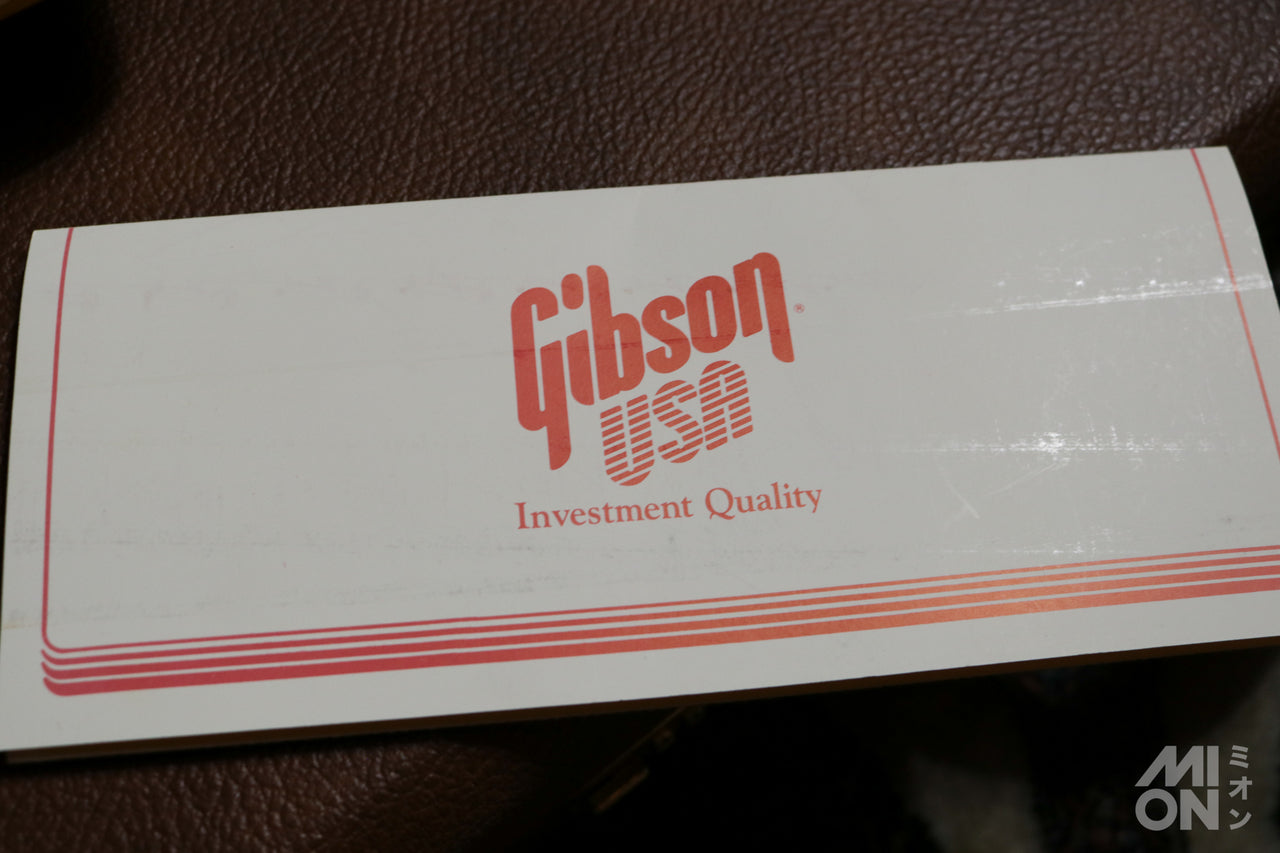 Gibson®
USA
Investment Quality
MI
ON
ミオン